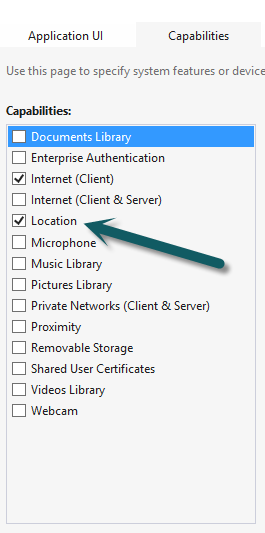 Application UI Capabilities
Use this page to specify system features or device
Capabilities:
Documents Library
Enterprise Authentication
Internet (Client)
Internet (Client & Server)
Location
Microphone
Music Library
Pictures Library
Private Networks (Client & Server)
Proximity
Removable Storage
Shared User Certificates
Videos Library
Webcam